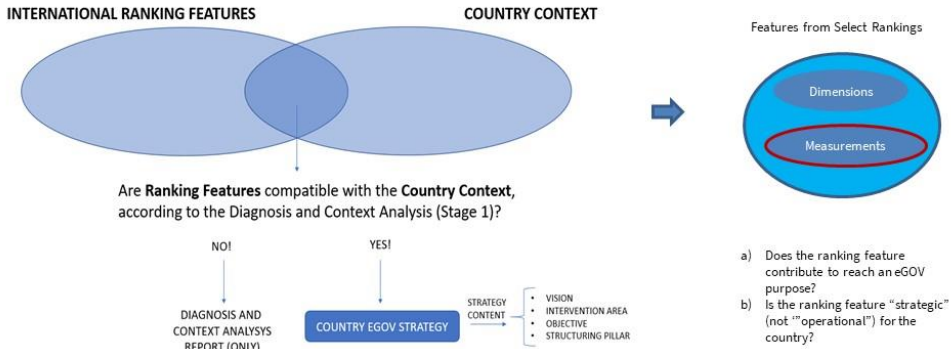 INTERNATIONAL RANKING FEATURES
COUNTRY CONTEXT
Are Ranking Features compatible with the Country Context,
according to the Diagnosis and Context Analysis (Stage 1)?
NO!
YES!
DIAGNOSIS AND
CONTEXT ANALYSYS
REPORT (ONLY)
COUNTRY EGOV STRATEGY
STRATEGY
CONTENT
• VISION
• INTERVENTION AREA
• OBJECTIVE
• STRUCTURING PILLAR
Features from Select Rankings
Dimensions
Measurements
a) Does the ranking feature
contribute to reach an eGOV
purpose?
b) Is the ranking feature “strategic”
(not ‘”operational”) for the
country?